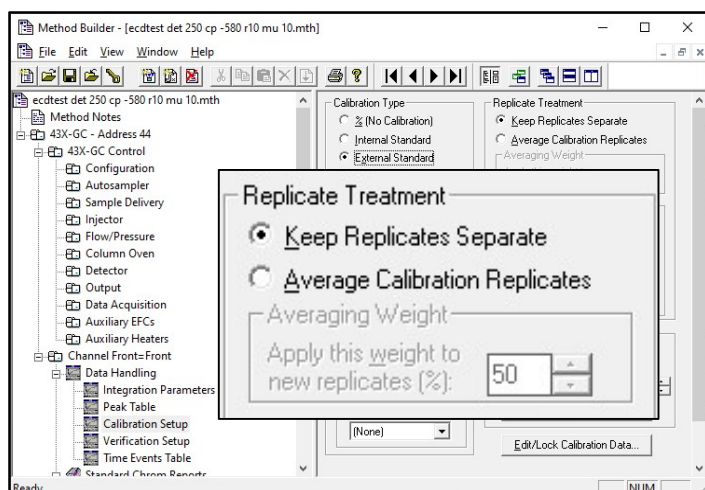 Method Builder - [ecdtest det 250 cp -580 r10 mu 10.mth]
File Edit View Window Help
ecdtest det 250 cp -580 r10 mu 10.mth
Method Notes
43X-GC - Address 44
43X-GC Control
Configuration
Autosampler
Sample Delivery
Injector
Flow/Pressure
Column Oven
Detector
Output
Data Acquisition
Auxiliary EFCs
Auxiliary Heaters
Channel Front=Front
Data Handling
Integration Parameters
Peak Table
Calibration Setup
Verification Setup
Time Events Table
Standard Chrom Reports
Calibration Type
% (No Calibration)
Internal Standard
External Standard
Replicate Treatment
Keep Replicates Separate
Average Calibration Replicates
Averaging Weight
Replicate Treatment
Keep Replicates Separate
Average Calibration Replicates
Averaging Weight
Apply this weight to
new replicates (%):
50
(None)
Edit/Lock Calibration Data...
Ready
NUM